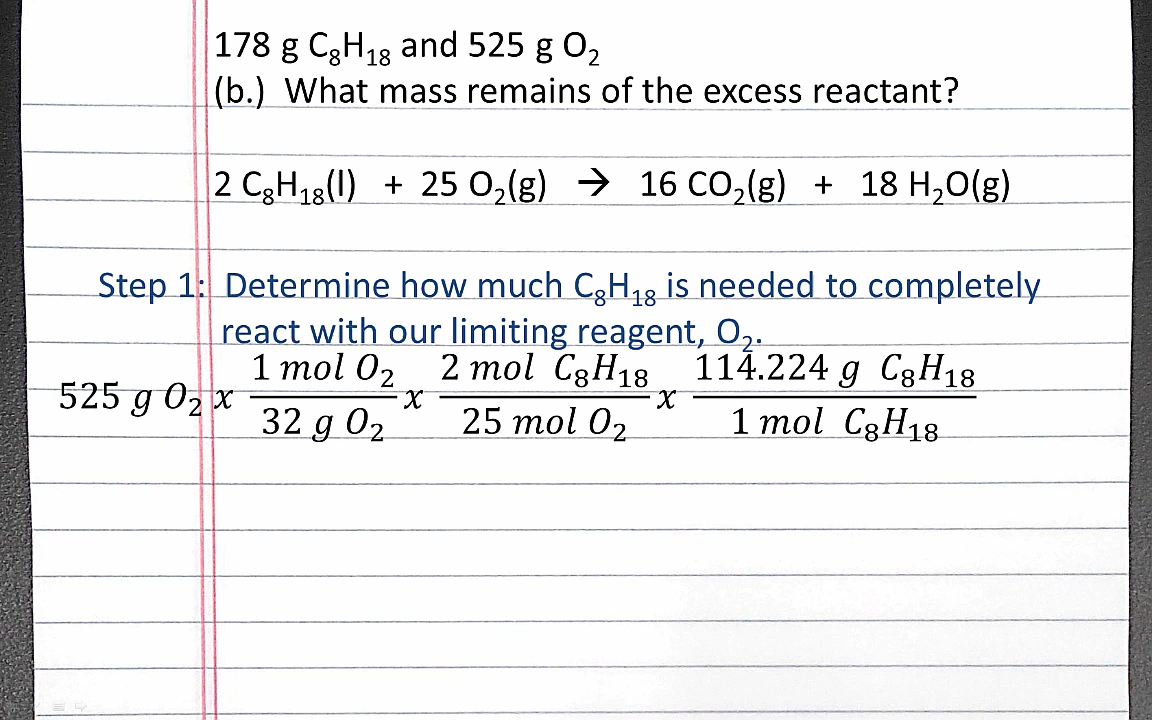 178 g C₈H₁₈ and 525 g O₂
(b.) What mass remains of the excess reactant?
2 C₈H₁₈(l) + 25 O₂(g) → 16 CO₂(g) + 18 H₂O(g)
Step 1: Determine how much C₈H₁₈ is needed to completely
react with our limiting reagent, O₂.
525 g O₂ x (1 mol O₂)/(32 g O₂) x (2 mol C₈H₁₈)/(25 mol O₂) x (114.224 g C₈H₁₈)/(1 mol C₈H₁₈)